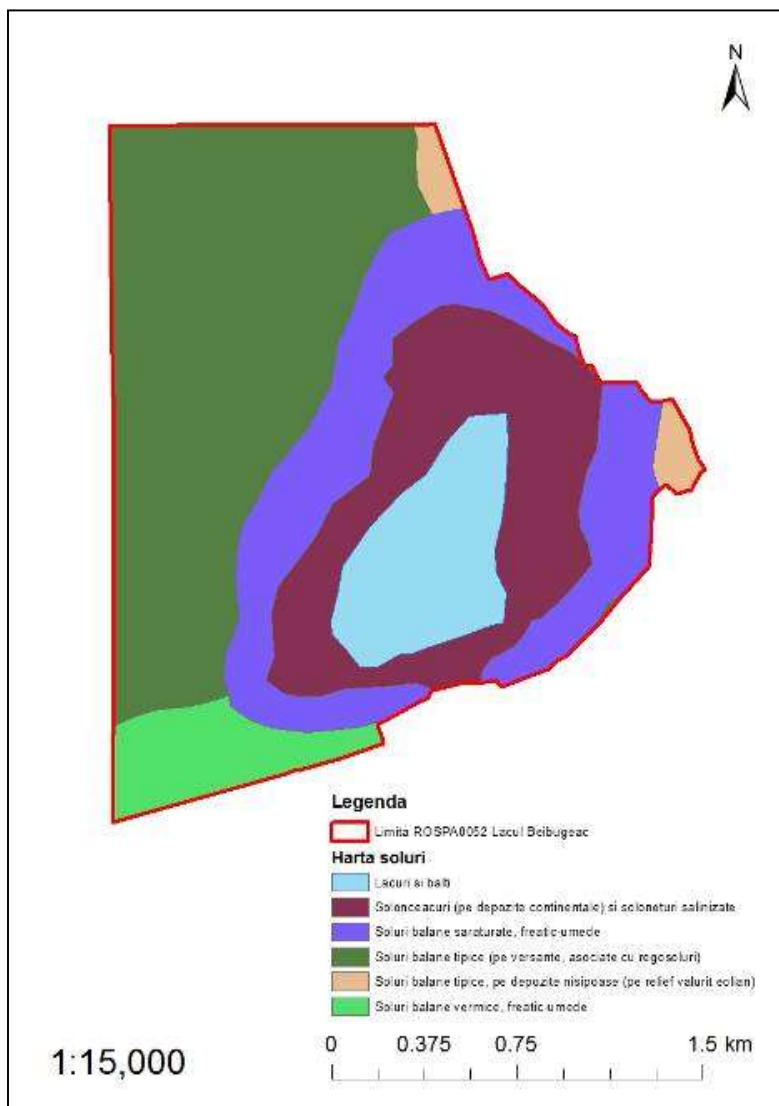 N
Legenda
Limita ROSPA0052 Lacul Beibugeac
Harta soluri
Lacuri si balti
Solonceacuri (pe depozite continentale) si soloneturi salinizate
Soluri balane saraturate, freatic-umede
Soluri balane tipice (pe versante, asociate cu regosoluri)
Soluri balane tipice, pe depozite nisipoase (pe relief valurit eolian)
Soluri balane vermice, freatic-umede
1:15,000
0 0.375 0.75 1.5 km